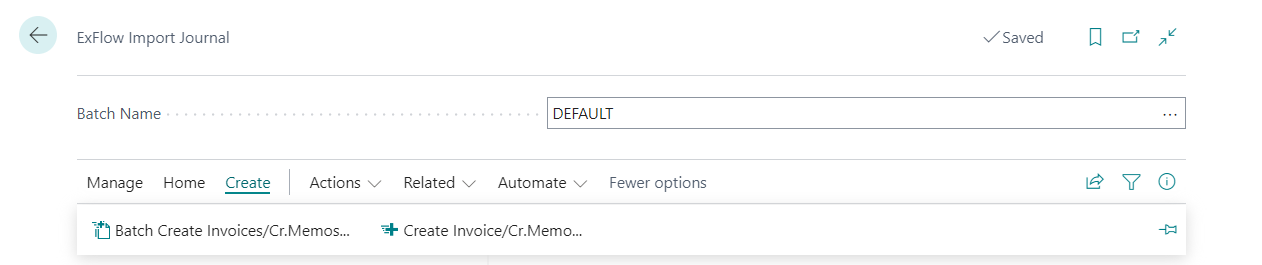 ExFlow Import Journal
Saved
Batch Name
DEFAULT
...
Manage Home Create Actions Related Automate Fewer options
Batch Create Invoices/Cr.Memos... Create Invoice/Cr.Memo...